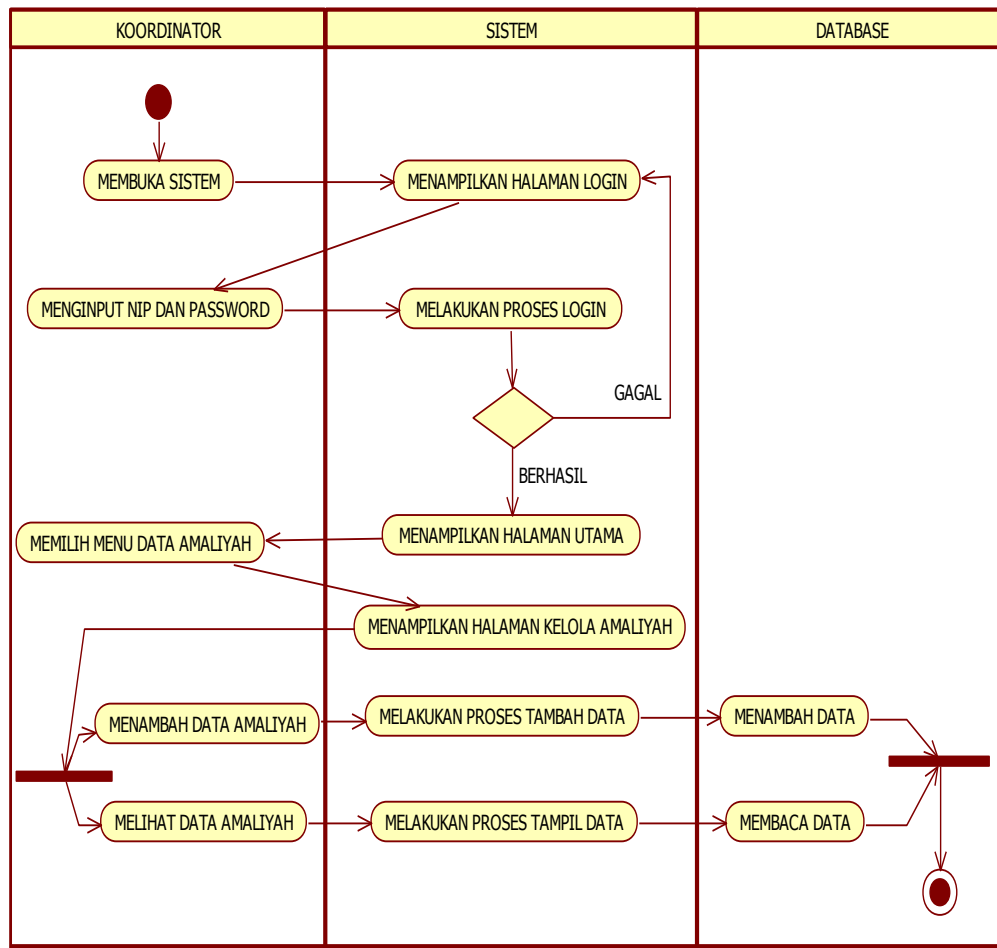 KOORDINATOR
SISTEM
DATABASE
MEMBUKA SISTEM
MENAMPILKAN HALAMAN LOGIN
MENGINPUT NIP DAN PASSWORD
MELAKUKAN PROSES LOGIN
GAGAL
BERHASIL
MEMILIH MENU DATA AMALIYAH
MENAMPILKAN HALAMAN UTAMA
MENAMPILKAN HALAMAN KELOLA AMALIYAH
MENAMBAH DATA AMALIYAH
MELAKUKAN PROSES TAMBAH DATA
MENAMBAH DATA
MELIHAT DATA AMALIYAH
MELAKUKAN PROSES TAMPIL DATA
MEMBACA DATA